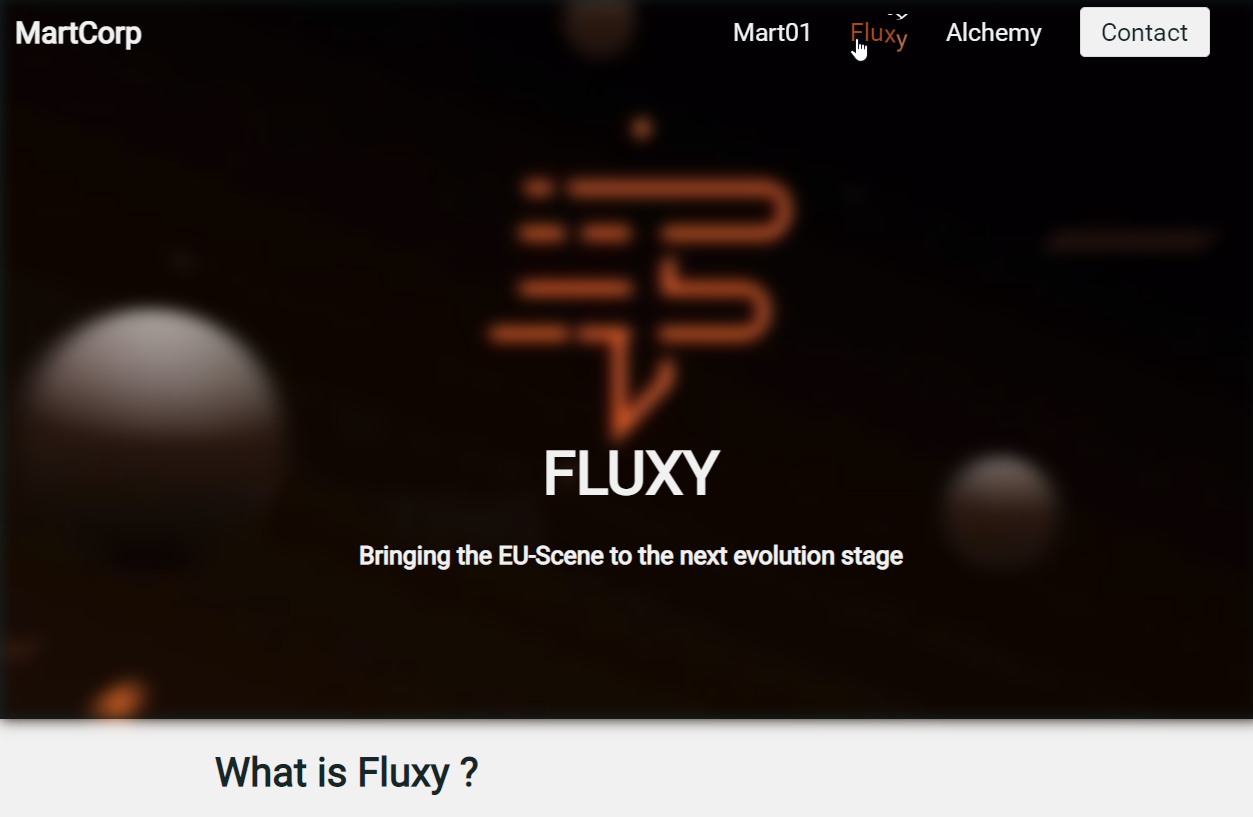 MartCorp
Mart01 Fluxy Alchemy Contact
FLUXY
Bringing the EU-Scene to the next evolution stage
What is Fluxy ?